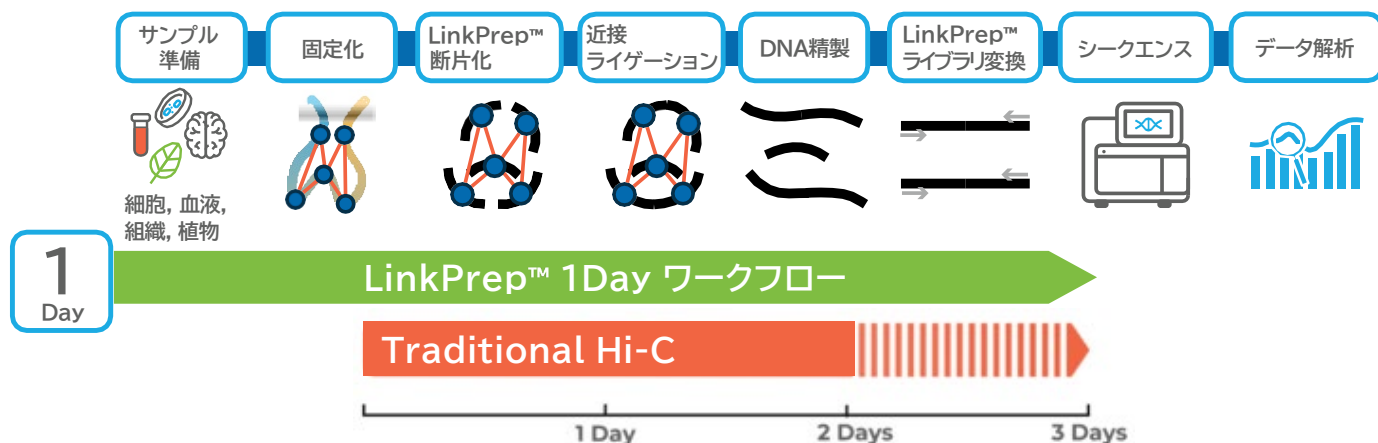 サンプル
準備
固定化
LinkPrep™
断片化
近接
ライゲーション
DNA精製
LinkPrep™
ライブラリ変換
シークエンス
データ解析
細胞, 血液,
組織, 植物
1
Day
LinkPrep™ 1Day ワークフロー
Traditional Hi-C
1 Day
2 Days
3 Days